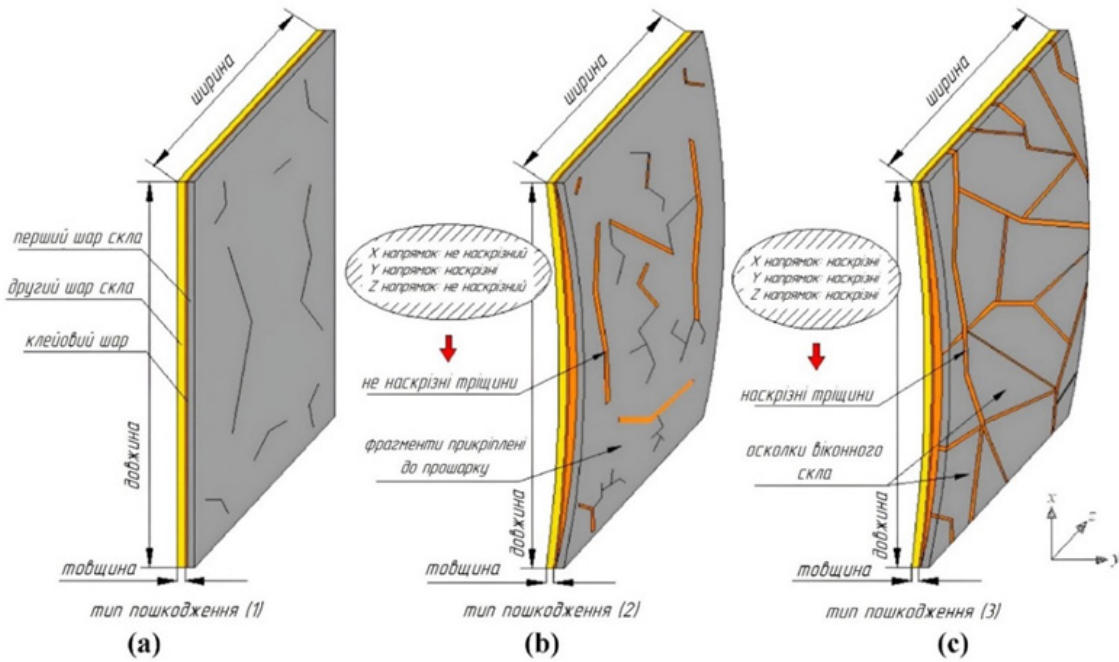 ширина
перший шар скла
другий шар скла
клейовий шар
довжина
товщина
тип пошкодження (1)
(a)
ширина
X напрямок: не наскрізний
Y напрямок: наскрізні
Z напрямок: не наскрізний
не наскрізні тріщини
фрагменти прикріплені
до прошарку
довжина
товщина
тип пошкодження (2)
(b)
ширина
X напрямок: наскрізні
Y напрямок: наскрізні
Z напрямок: наскрізні
наскрізні тріщини
осколки віконного
скла
довжина
товщина
тип пошкодження (3)
(c)
x
z
y